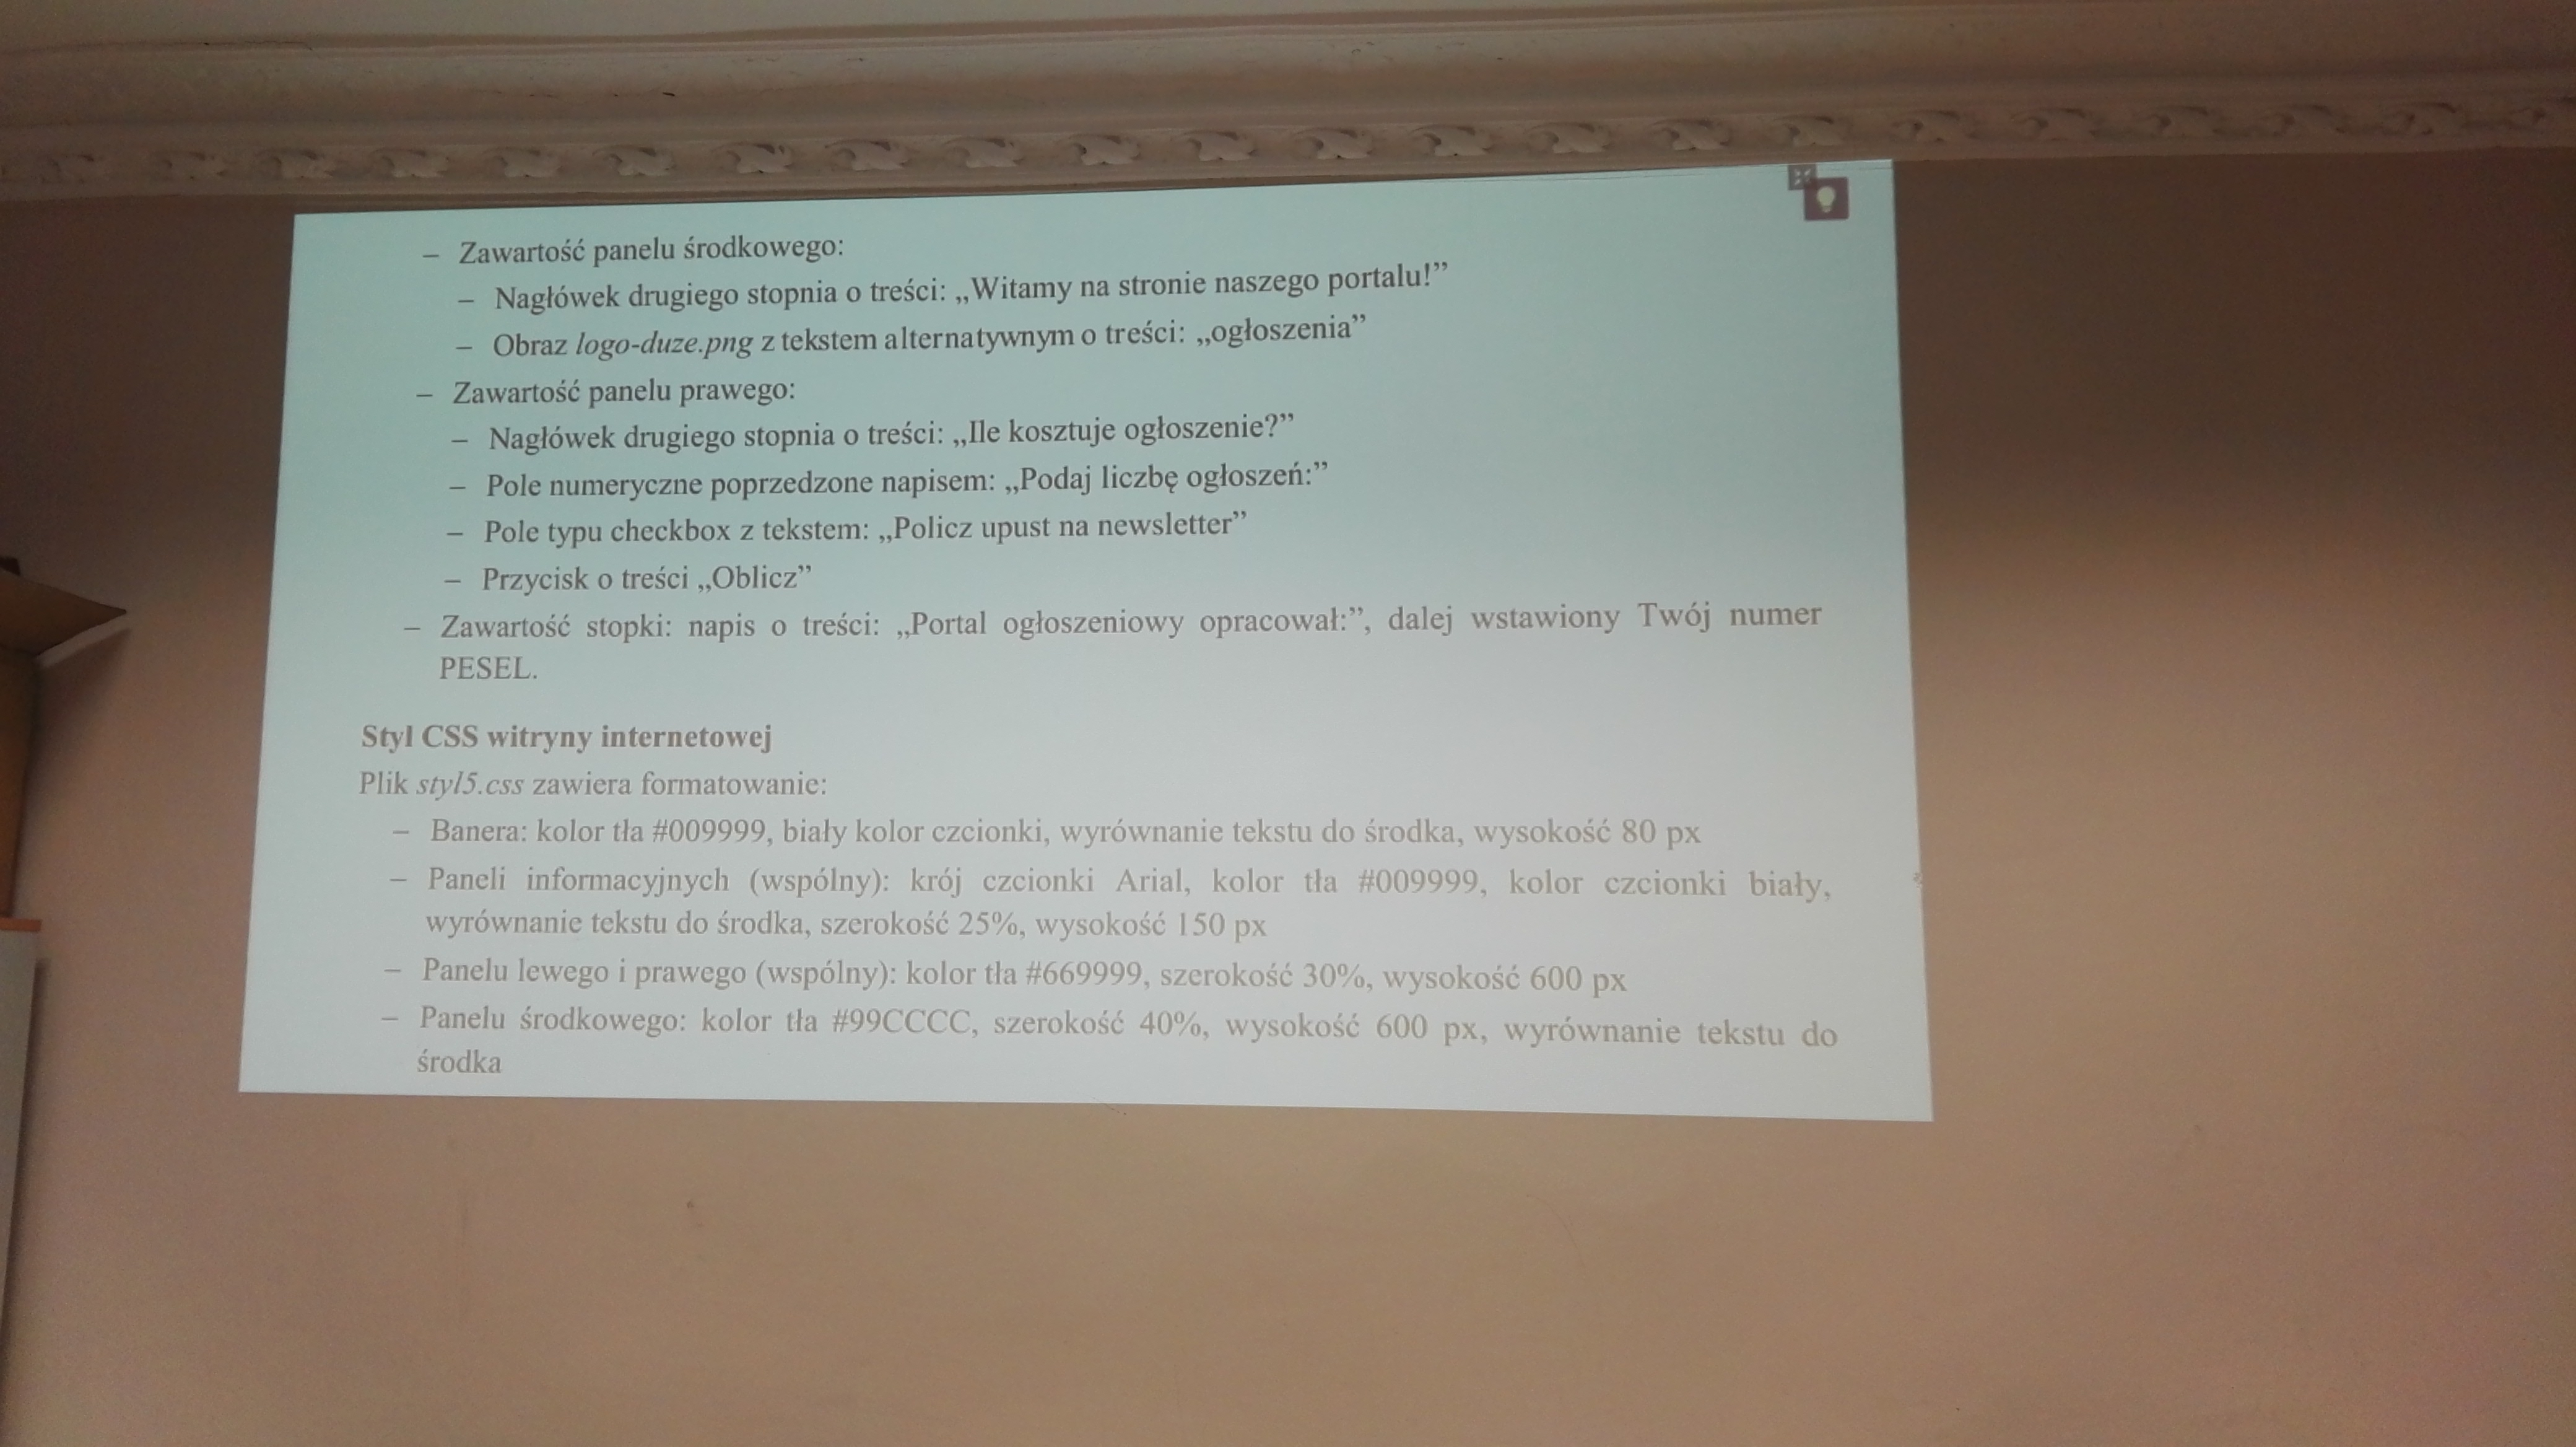 – Zawartość panelu środkowego:
– Nagłówek drugiego stopnia o treści: „Witamy na stronie naszego portalu!”
– Obraz logo-duze.png z tekstem alternatywnym o treści: „ogłoszenia”
– Zawartość panelu prawego:
– Nagłówek drugiego stopnia o treści: „Ile kosztuje ogłoszenie?”
– Pole numeryczne poprzedzone napisem: „Podaj liczbę ogłoszeń:”
– Pole typu checkbox z tekstem: „Policz upust na newsletter”
– Przycisk o treści „Oblicz”
– Zawartość stopki: napis o treści: „Portal ogłoszeniowy opracował:”, dalej wstawiony Twój numer
PESEL.
Styl CSS witryny internetowej
Plik styl5.css zawiera formatowanie:
– Banera: kolor tła #009999, biały kolor czcionki, wyrównanie tekstu do środka, wysokość 80 px
– Paneli informacyjnych (wspólny): krój czcionki Arial, kolor tła #009999, kolor czcionki biały,
wyrównanie tekstu do środka, szerokość 25%, wysokość 150 px
– Panelu lewego i prawego (wspólny): kolor tła #669999, szerokość 30%, wysokość 600 px
– Panelu środkowego: kolor tła #99CCCC, szerokość 40%, wysokość 600 px, wyrównanie tekstu do
środka